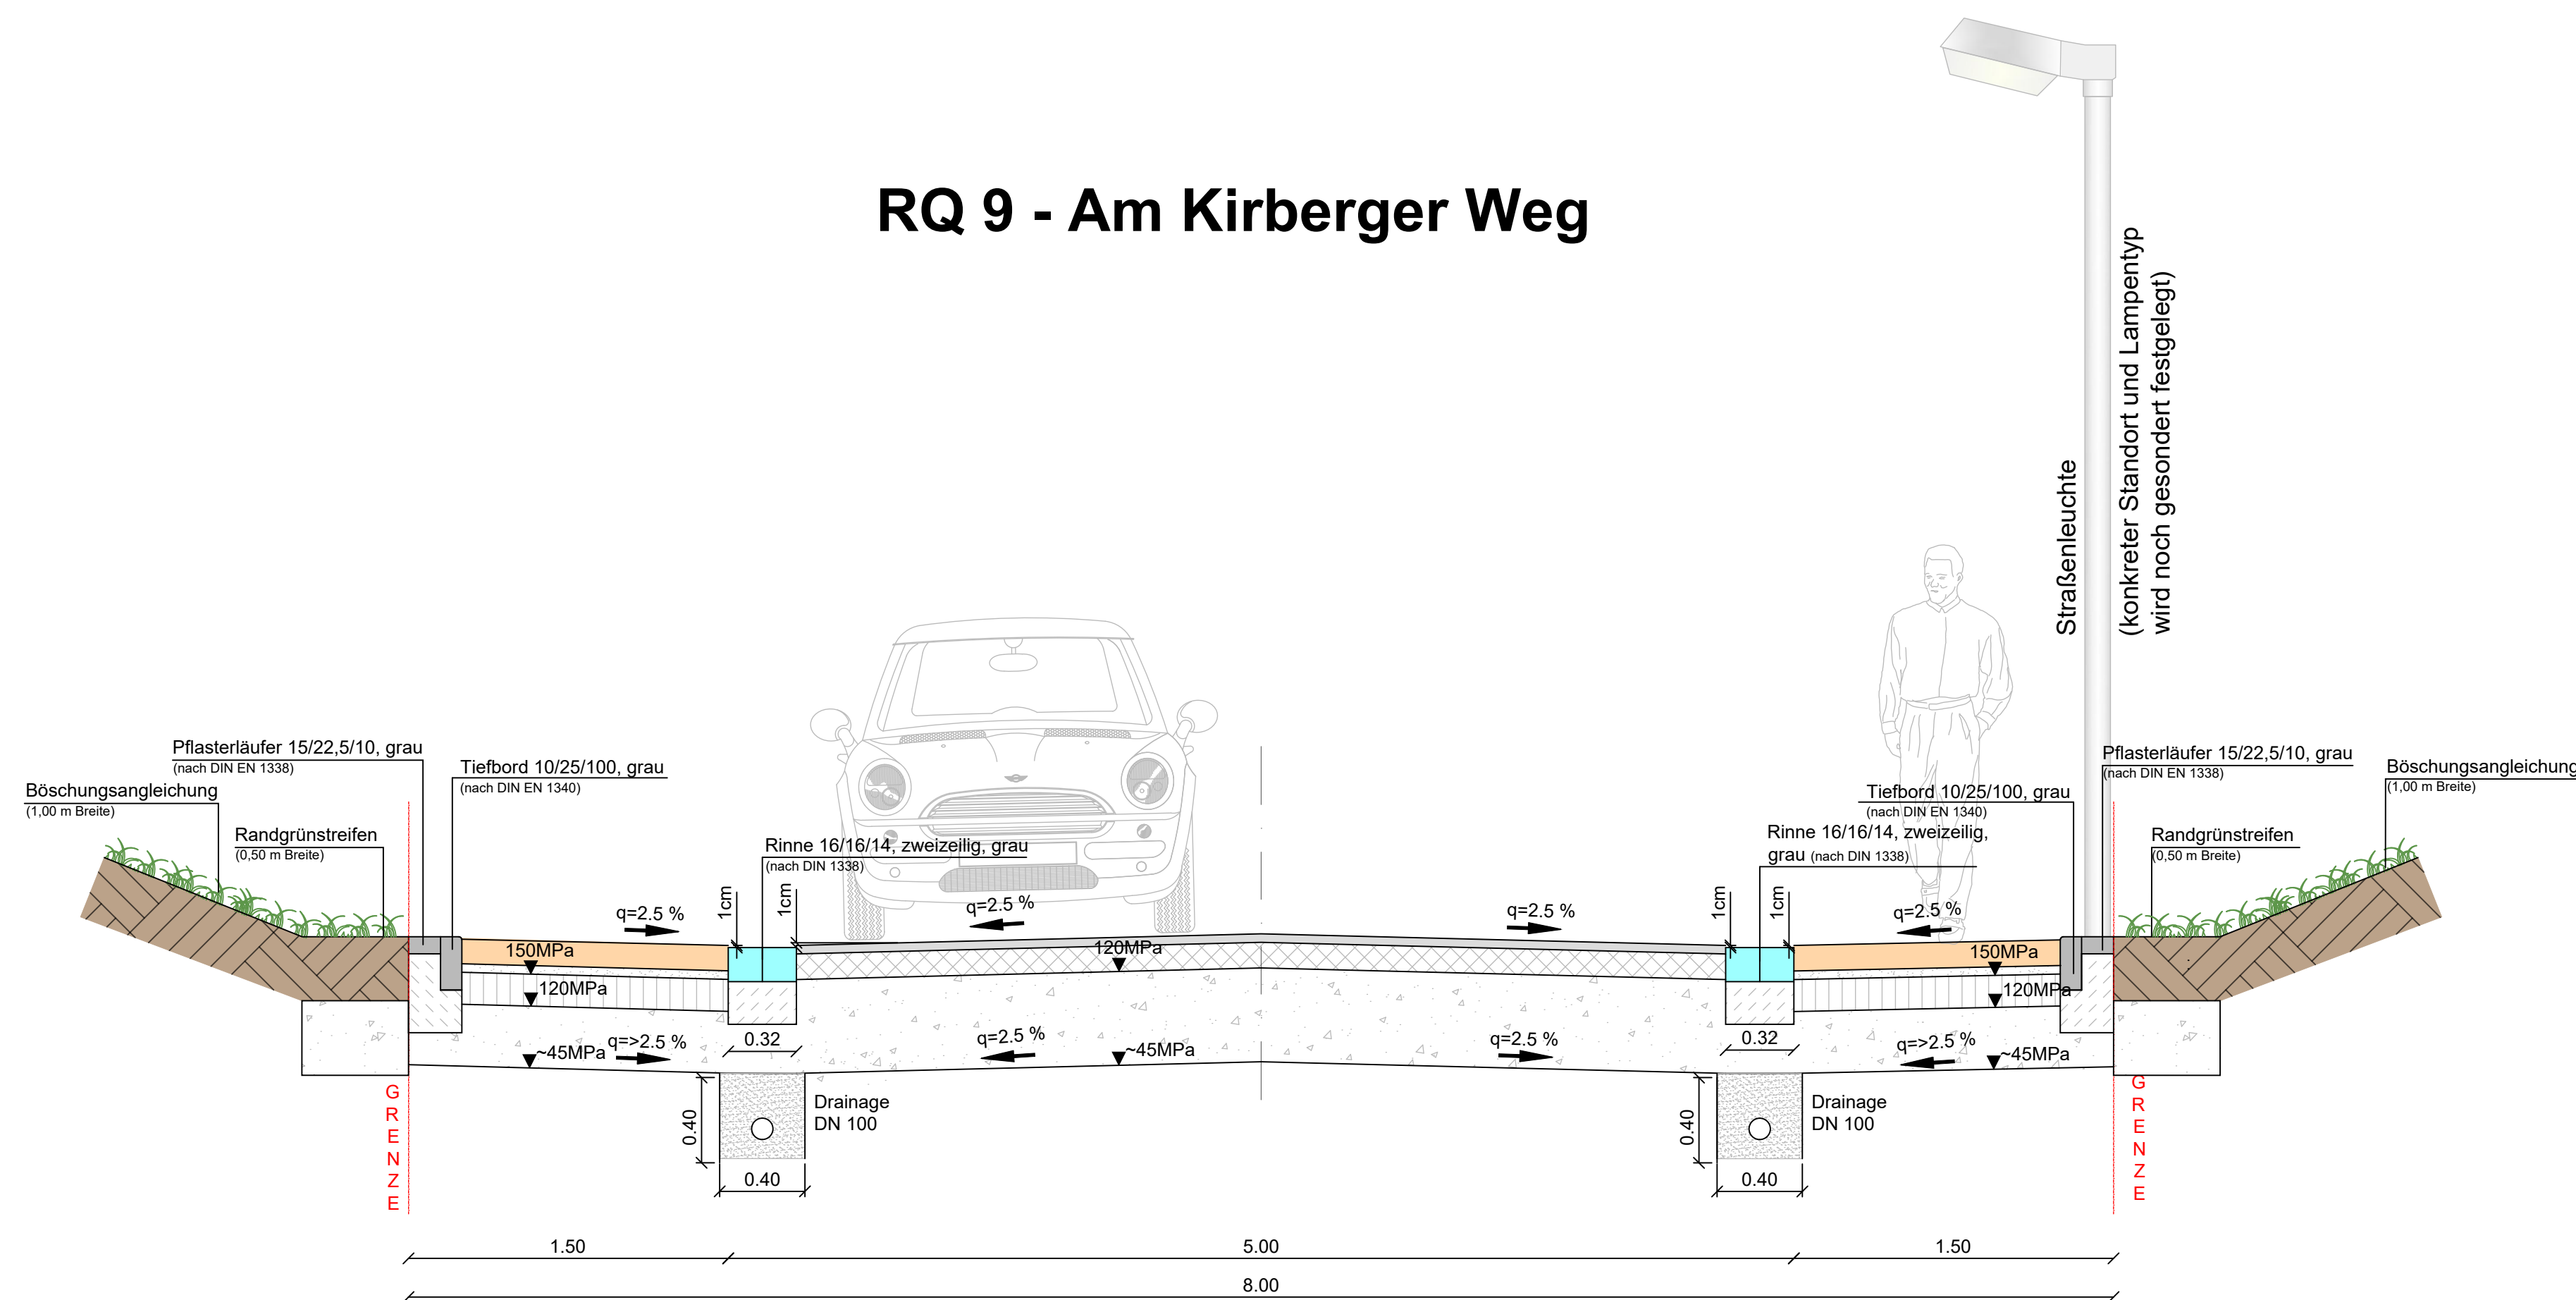 RQ 9 - Am Kirberger Weg
Straßenleuchte
(konkreter Standort und Lampentyp
wird noch gesondert festgelegt)
Pflasterläufer 15/22,5/10, grau
(nach DIN EN 1338)
Tiefbord 10/25/100, grau
(nach DIN EN 1340)
Böschungsangleichung
(1,00 m Breite)
Randgrünstreifen
(0,50 m Breite)
Rinne 16/16/14, zweizeilig, grau
(nach DIN 1338)
Pflasterläufer 15/22,5/10, grau
(nach DIN EN 1338)
Böschungsangleichung
(1,00 m Breite)
Tiefbord 10/25/100, grau
(nach DIN EN 1340)
Rinne 16/16/14, zweizeilig,
grau (nach DIN 1338)
Randgrünstreifen
(0,50 m Breite)
1cm
1cm
1cm
1cm
q=2.5 %
q=2.5 %
q=2.5 %
q=2.5 %
150MPa
120MPa
150MPa
120MPa
120MPa
0.32
0.32
~45MPa
q=>2.5 %
q=2.5 %
~45MPa
q=2.5 %
q=>2.5 %
~45MPa
GRENZE
0.40
Drainage
DN 100
0.40
0.40
Drainage
DN 100
0.40
GRENZE
1.50
5.00
1.50
8.00